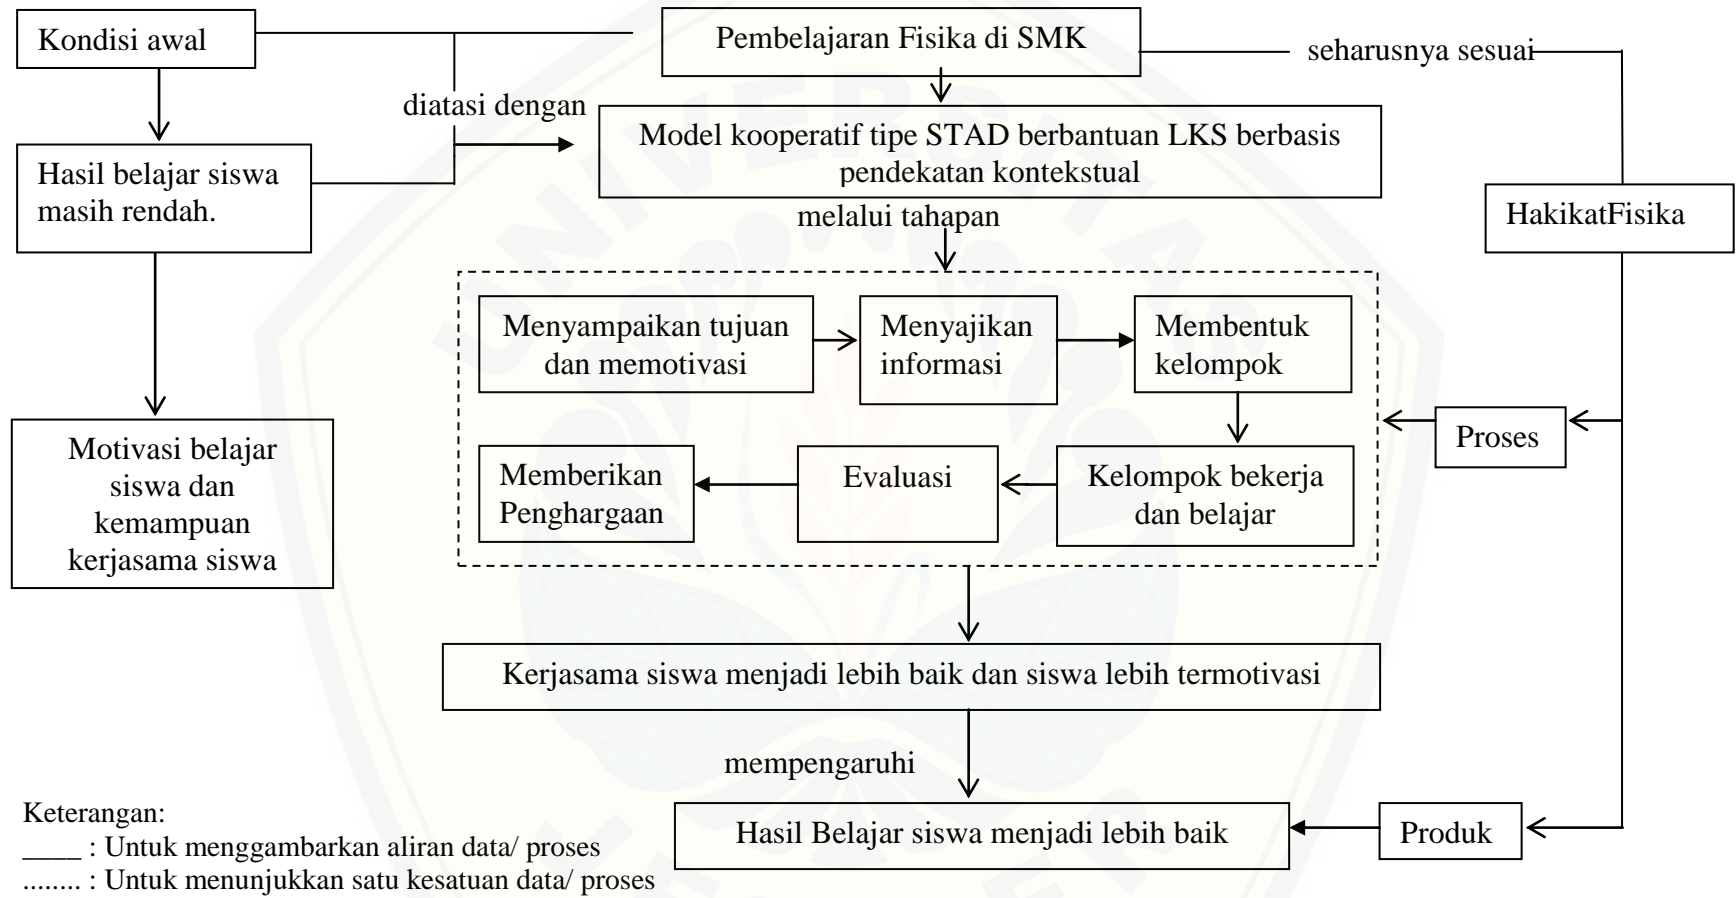 Kondisi awal
Pembelajaran Fisika di SMK
seharusnya sesuai
diatasi dengan
Model kooperatif tipe STAD berbantuan LKS berbasis
pendekatan kontekstual
Hasil belajar siswa
masih rendah.
HakikatFisika
melalui tahapan
Menyampaikan tujuan
dan memotivasi
Menyajikan
informasi
Membentuk
kelompok
Proses
Motivasi belajar
siswa dan
kemampuan
kerjasama siswa
Memberikan
Penghargaan
Evaluasi
Kelompok bekerja
dan belajar
Kerjasama siswa menjadi lebih baik dan siswa lebih termotivasi
mempengaruhi
Hasil Belajar siswa menjadi lebih baik
Produk
Keterangan:
____ : Untuk menggambarkan aliran data/ proses
........ : Untuk menunjukkan satu kesatuan data/ proses
UNIVERSITAS